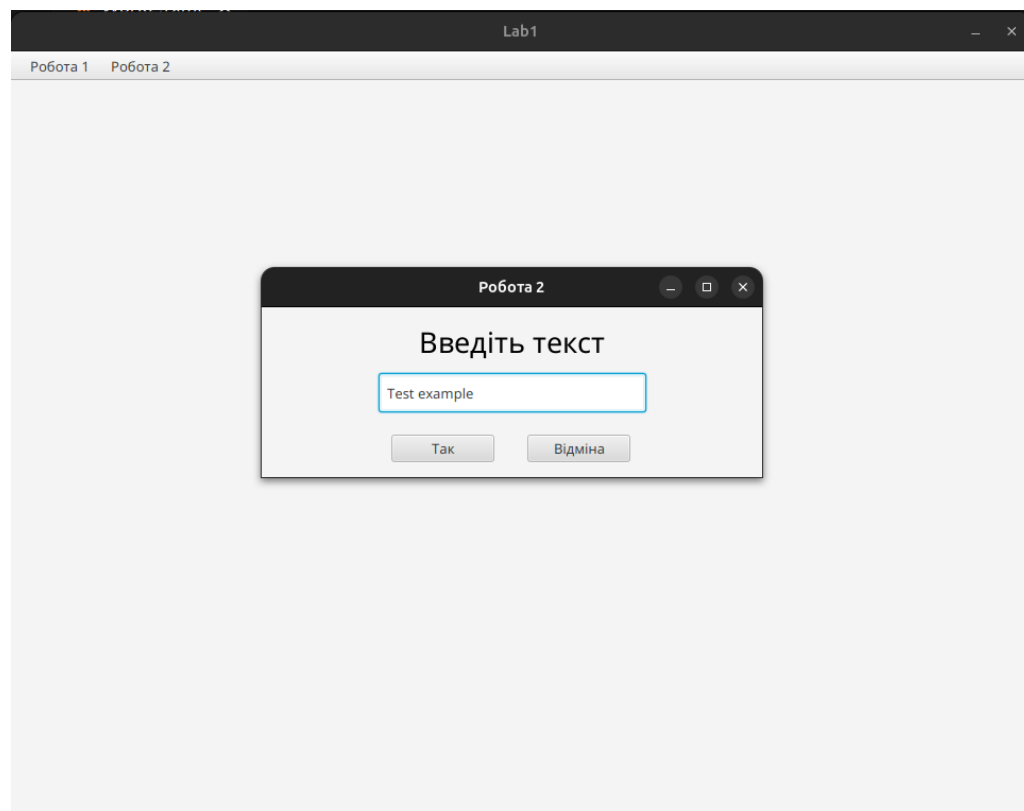 Lab1
Робота 1 Робота 2
Робота 2
Введіть текст
Test example
Так Відміна